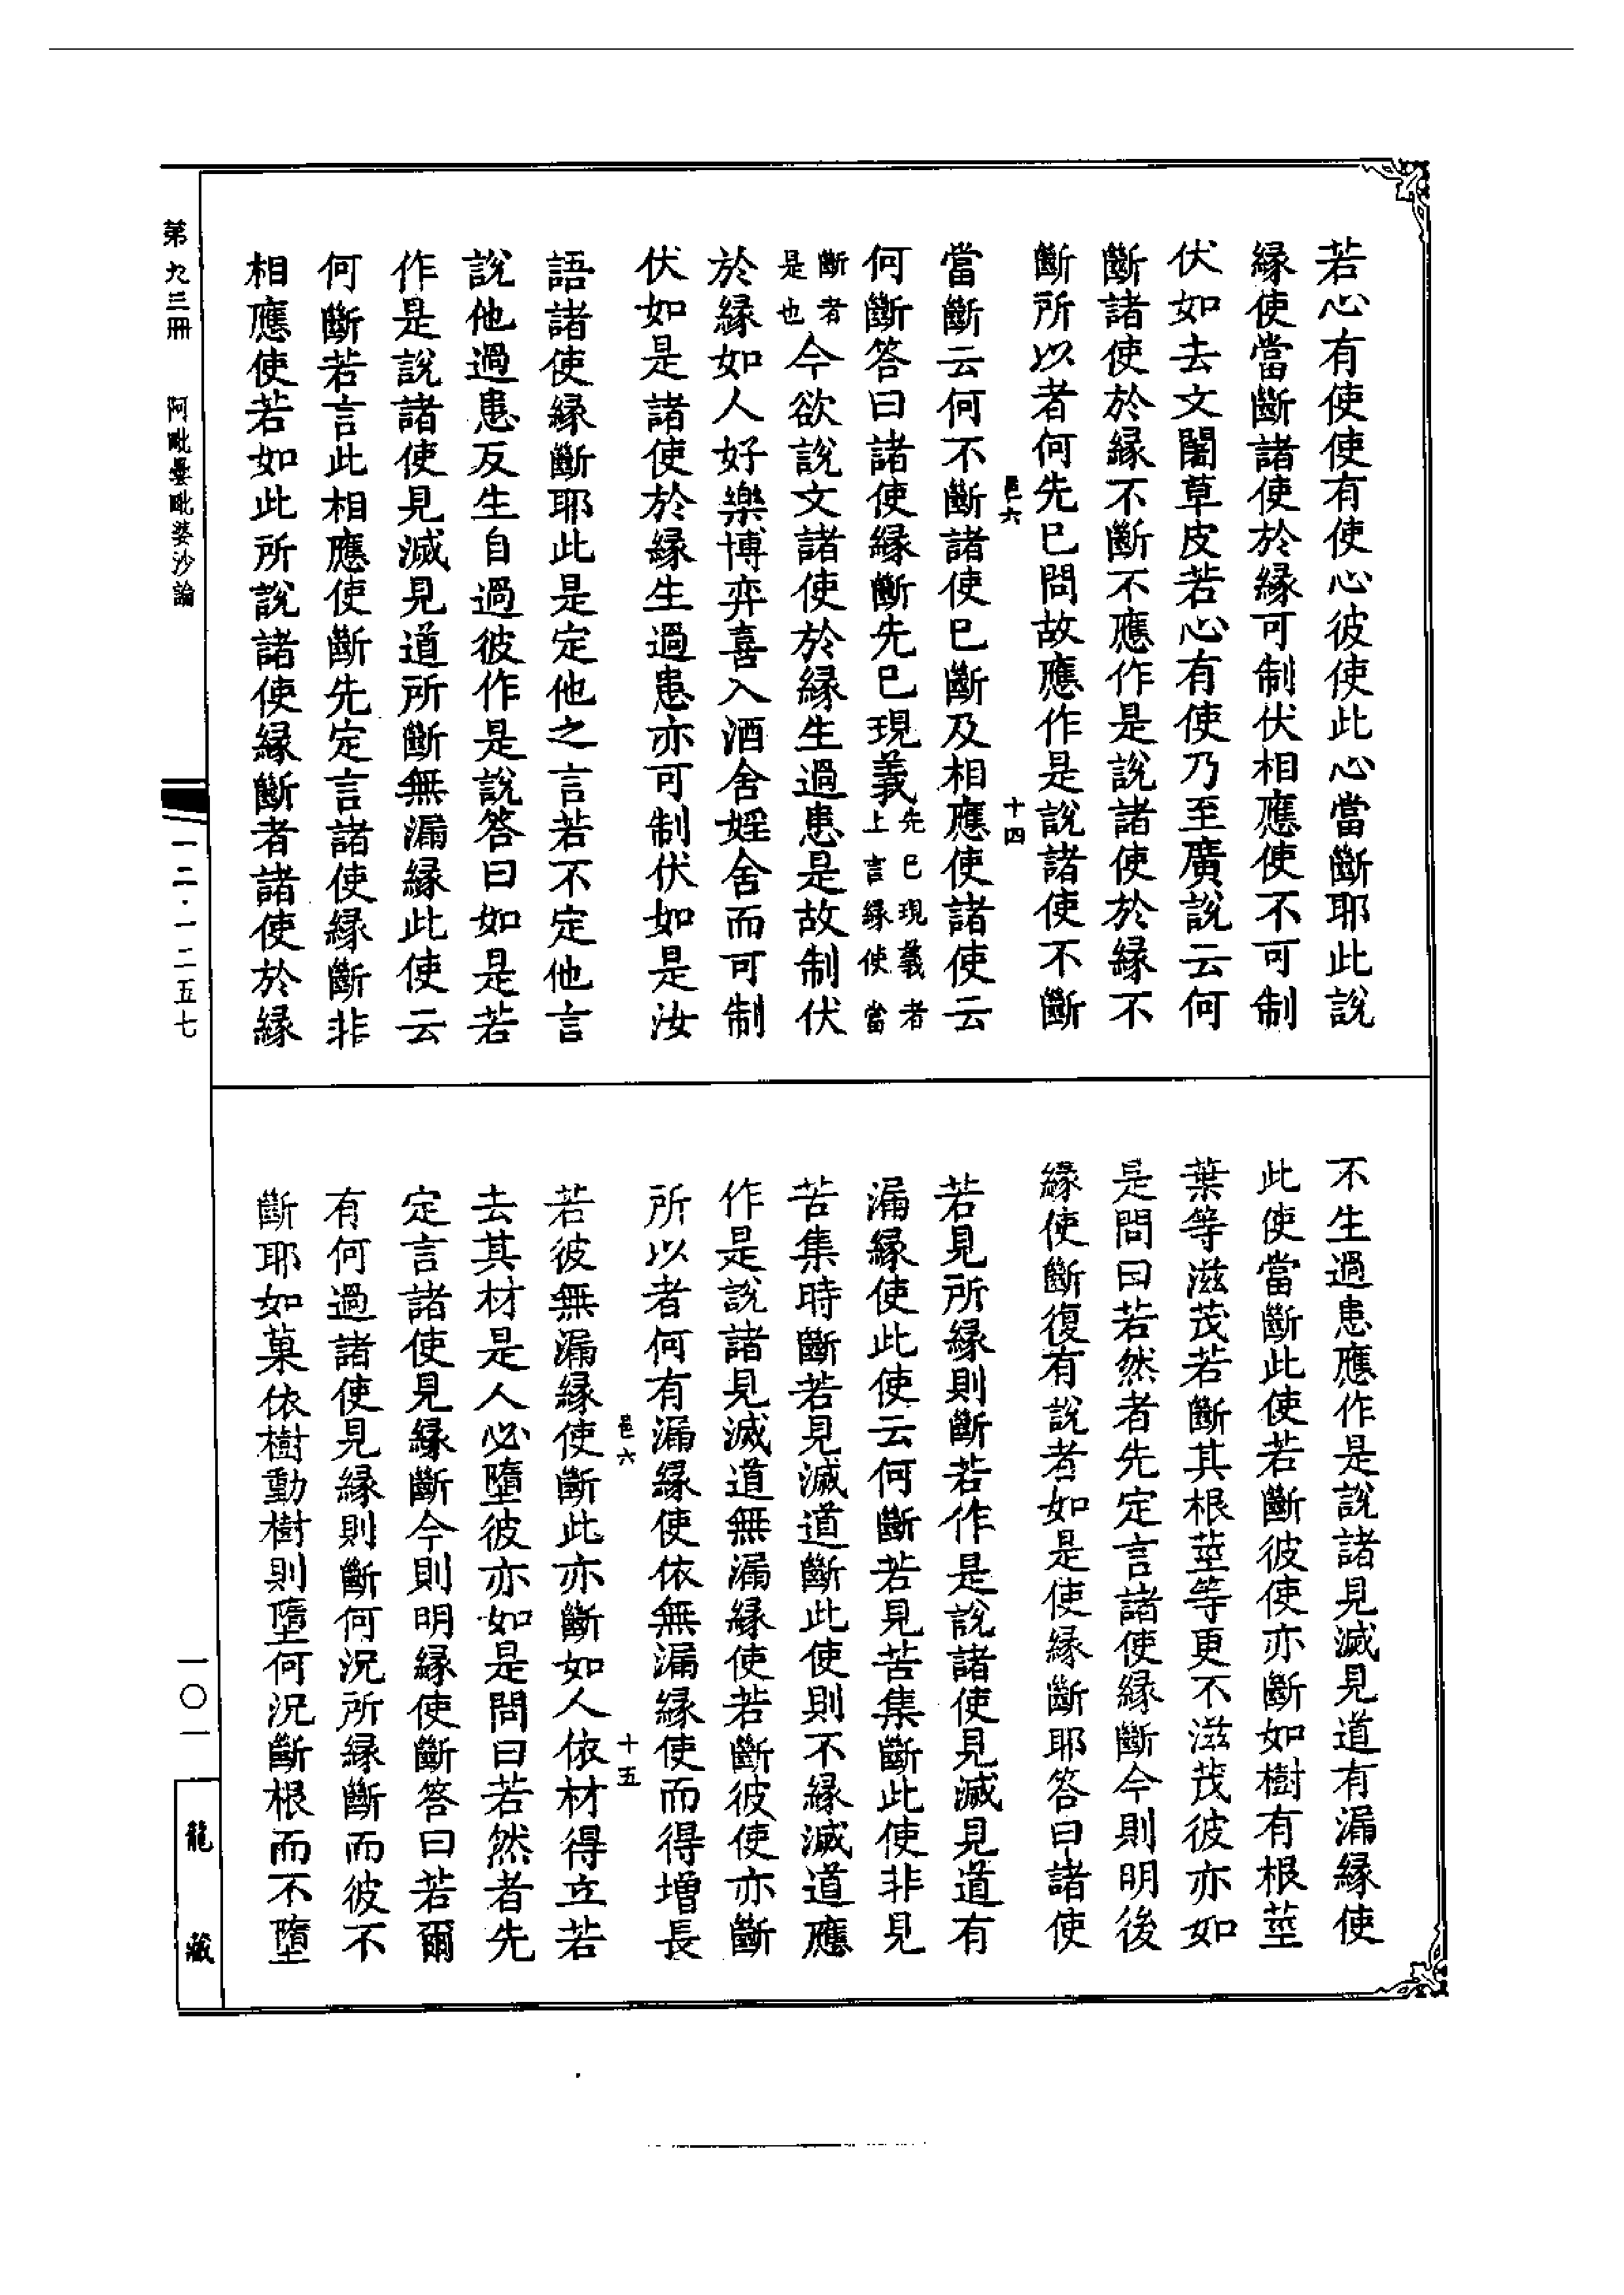 若心有使使有使心彼使此心當斷耶此說
緣使當斷諸使於緣可制伏相應使不可制
伏如去文闍草皮若心有使乃至廣說云何
斷諸使於緣不斷不應作是說諸使於緣不
斷所以者何先已問故應作是說諸使不斷
邑六 十四
當斷云何不斷諸使已斷及相應使諸使云
何斷答曰諸使緣斷先已現義先已現義者上言緣使當
斷者是也今欲說文諸使於緣生過患是故制伏
於緣如人好樂博弈喜入酒舍婬舍而可制
伏如是諸使於緣生過患亦可制伏如是汝
語諸使緣斷耶此是定他之言若不定他言
說他過患反生自過彼作是說答曰如是若
作是說諸使見滅見道所斷無漏緣此使云
何斷若言此相應使斷先定言諸使緣斷非
相應使若如此所說諸使緣斷者諸使於緣
不生過患應作是說諸見滅見道有漏緣使
此使當斷此使若斷彼使亦斷如樹有根莖
葉等滋茂若斷其根莖等更不滋茂彼亦如
是問曰若然者先定言諸使緣斷今則明後
緣使斷復有說者如是使緣斷耶答曰諸使
若見所緣則斷若作是說諸使見滅見道有
漏緣使此使云何斷若見苦集斷此使非見
苦集時斷若見滅道斷此使則不緣滅道應
作是說諸見滅道無漏緣使若斷彼使亦斷
所以者何有漏緣使依無漏緣使而得增長
邑六 十五
若彼無漏緣使斷此亦斷如人依材得立若
去其材是人必墮彼亦如是問曰若然者先
定言諸使見緣斷今則明緣使斷答曰若爾
有何過諸使見緣則斷何況所緣斷而彼不
斷耶如菓依樹動樹則墮何況斷根而不墮
第九三冊 阿毗曇毗婆沙論
一二·一二五七
一〇一
龍藏